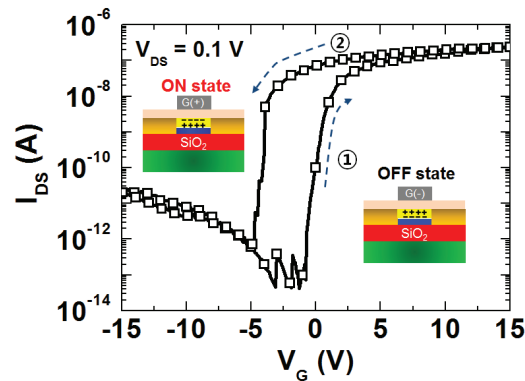 10⁻⁶
10⁻⁸
10⁻¹⁰
10⁻¹²
10⁻¹⁴
I_DS (A)
V_DS = 0.1 V
②
ON state
G(+)
----
++++
SiO₂
①
OFF state
G(-)
++++
----
SiO₂
-15 -10 -5 0 5 10 15
V_G (V)